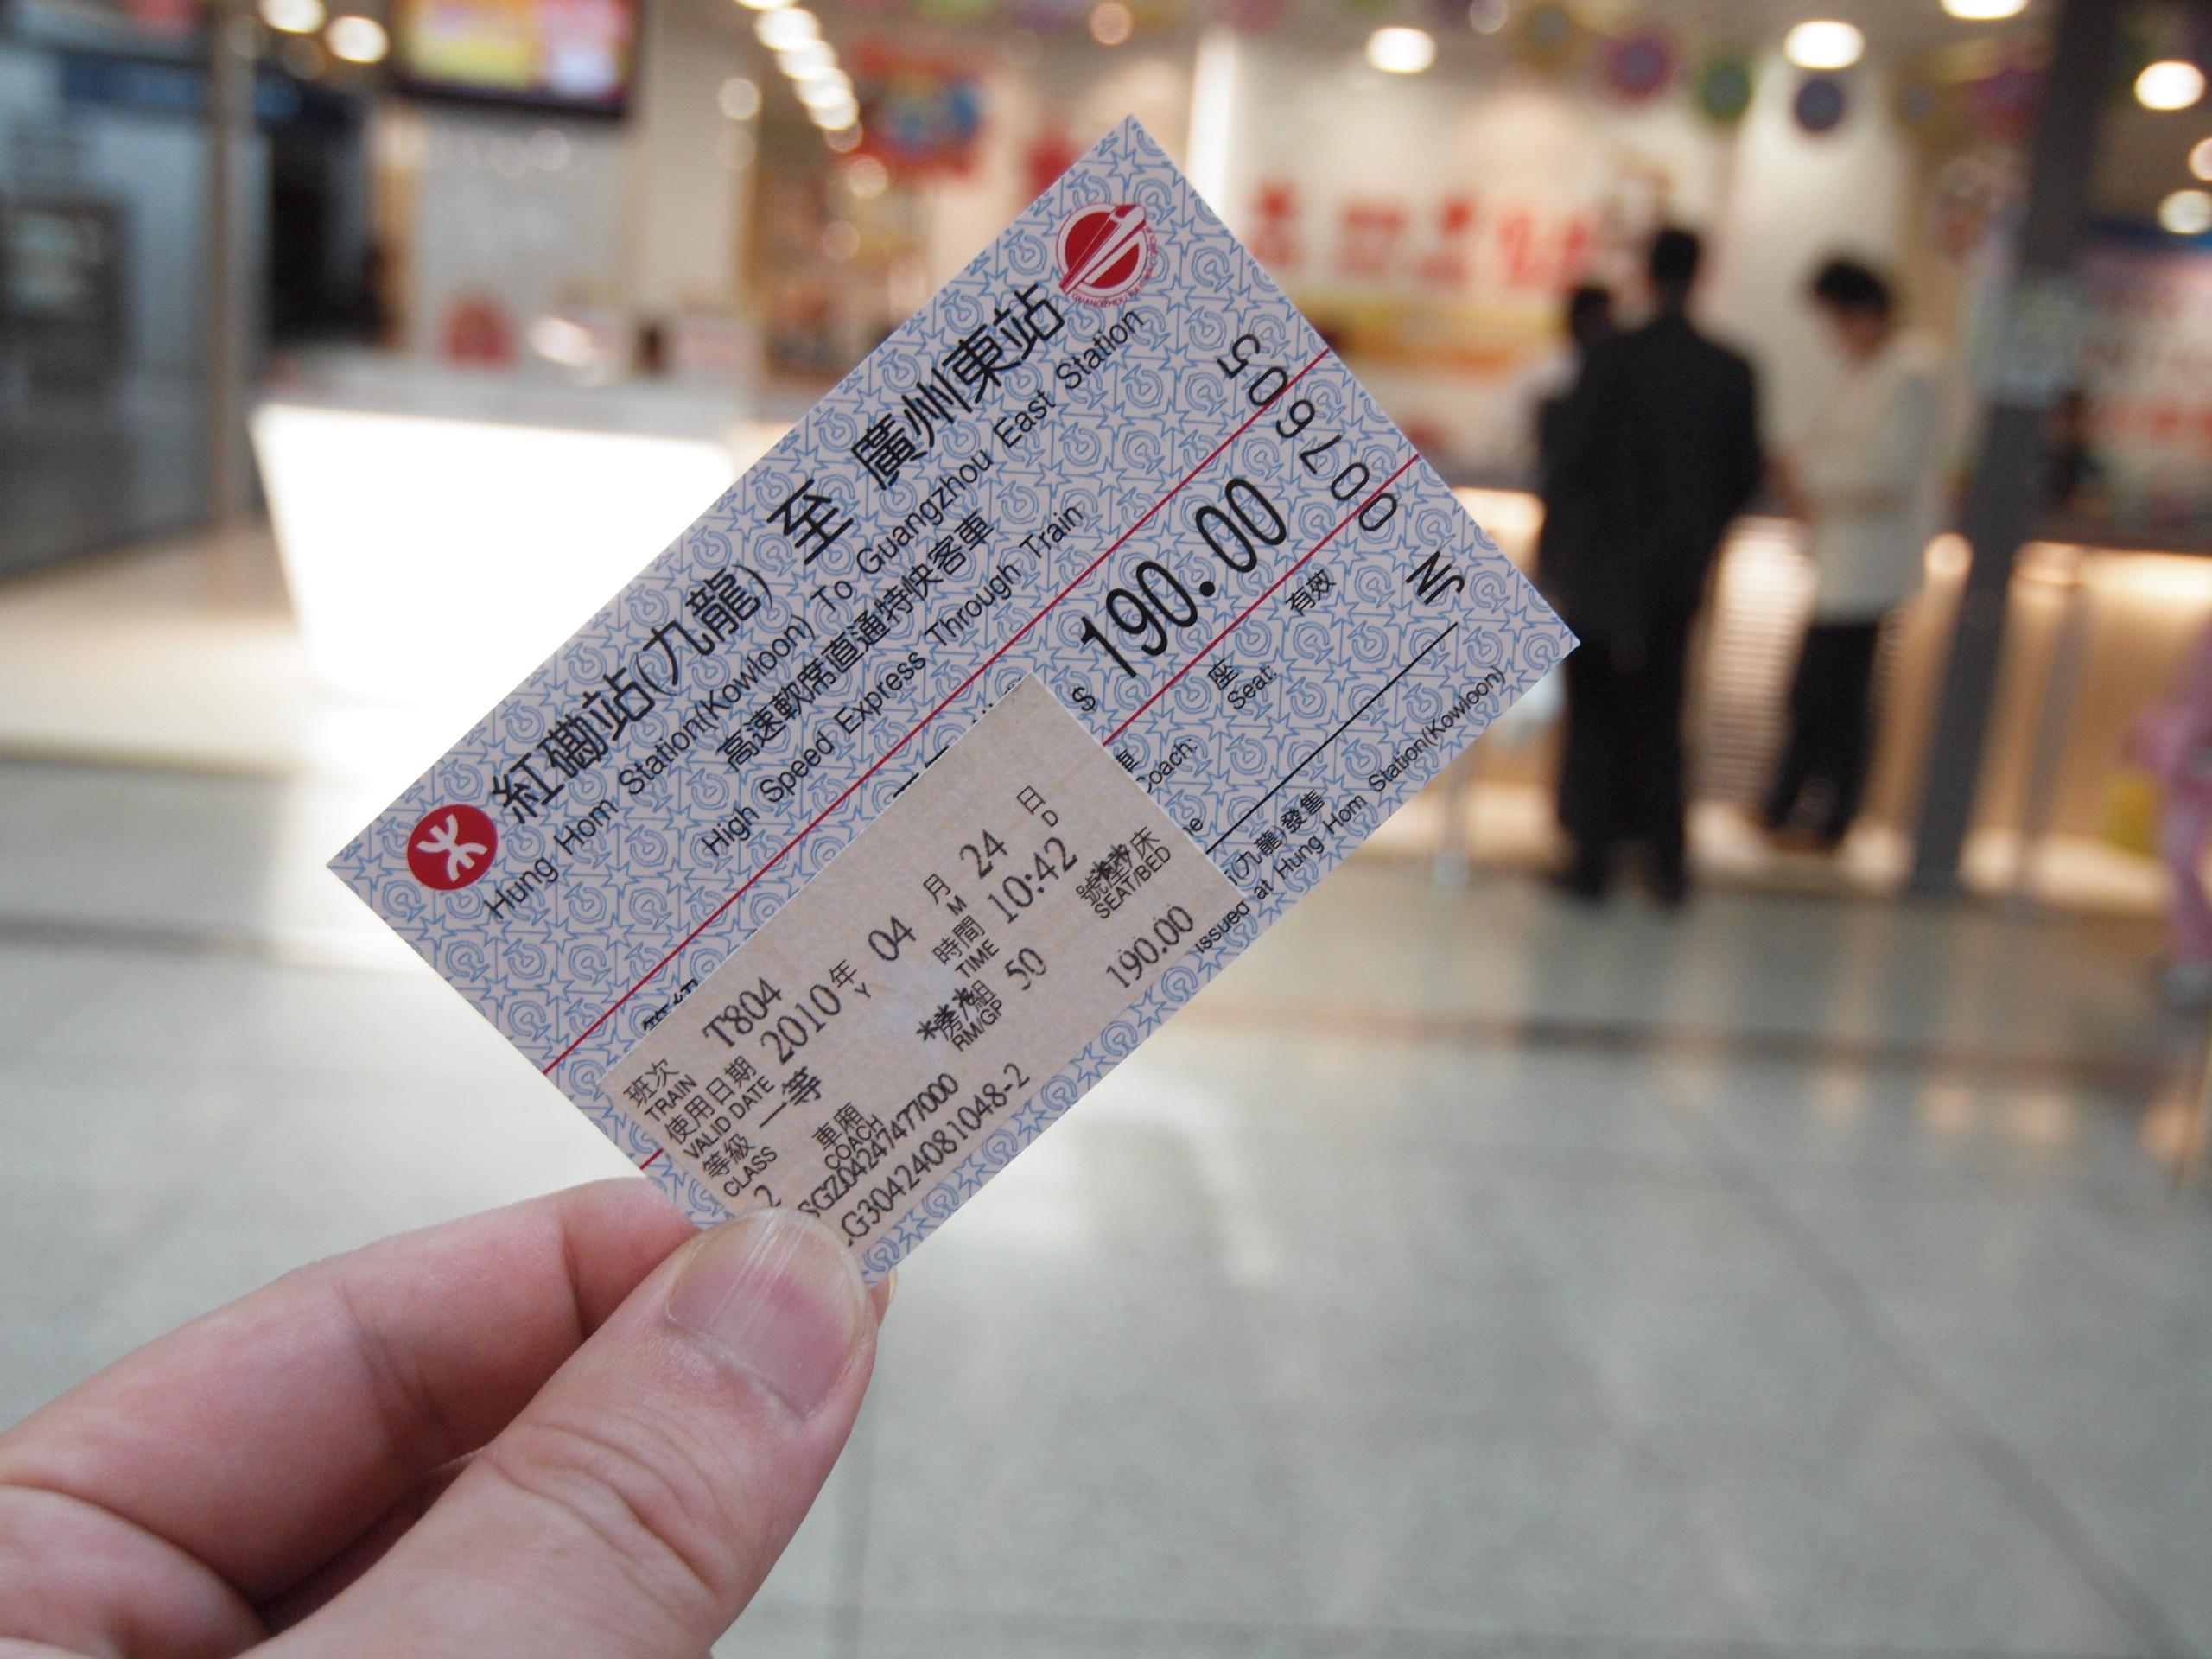 紅磡站(九龍) 至 廣州東站
Hung Hom Station(Kowloon) To Guangzhou East Station
高速軟席直通特快客車
High Speed Express Through Train
$ 190.00
有效
座
Seat:
007605
發售
issued at Hung Hom Station(Kowloon)
班次 T804
TRAIN
使用日期 2010 年 04 月 24 日
VALID DATE Y M D
等級 一等 時間 10:42
CLASS TIME
2 車廂 房/組 50 號座/床
COACH RM/GP SEAT/BED
SGZ04247477000 190.00
G30424081048-2